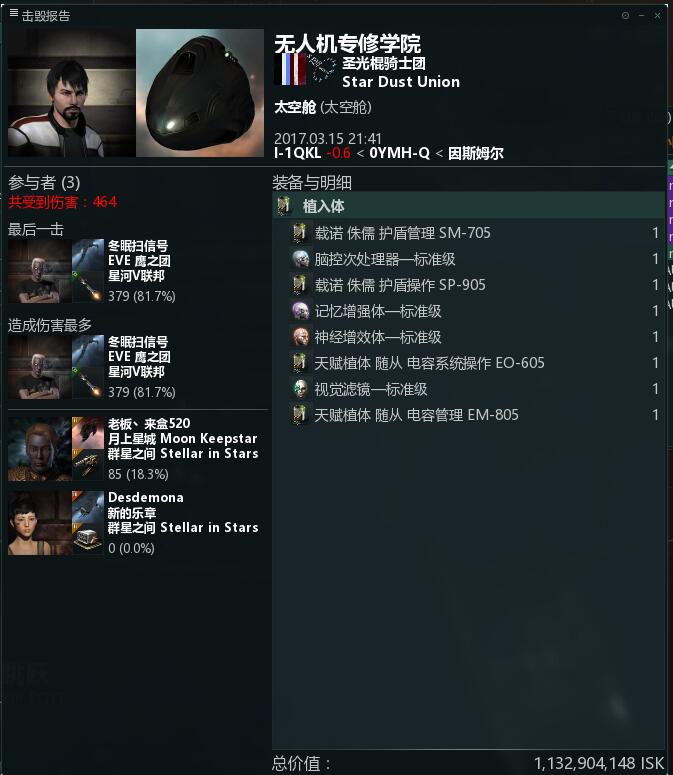 击毁报告
无人机专修学院
圣光棍骑士团
Star Dust Union
太空舱 (太空舱)
2017.03.15 21:41
I-1QKL -0.6 < 0YMH-Q < 因斯姆尔
参与者 (3)
共受到伤害：464
最后一击
冬眠扫信号
EVE 鹰之团
星河V联邦
379 (81.7%)
造成伤害最多
冬眠扫信号
EVE 鹰之团
星河V联邦
379 (81.7%)
老板、来盒520
月上星城 Moon Keepstar
群星之间 Stellar in Stars
85 (18.3%)
Desdemona
新的乐章
群星之间 Stellar in Stars
0 (0.0%)
装备与明细
植入体
载诺 侏儒 护盾管理 SM-705 1
脑控次处理器—标准级 1
载诺 侏儒 护盾操作 SP-905 1
记忆增强体—标准级 1
神经增效体—标准级 1
天赋植体 随从 电容系统操作 EO-605 1
视觉滤镜—标准级 1
天赋植体 随从 电容管理 EM-805 1
总价值： 1,132,904,148 ISK